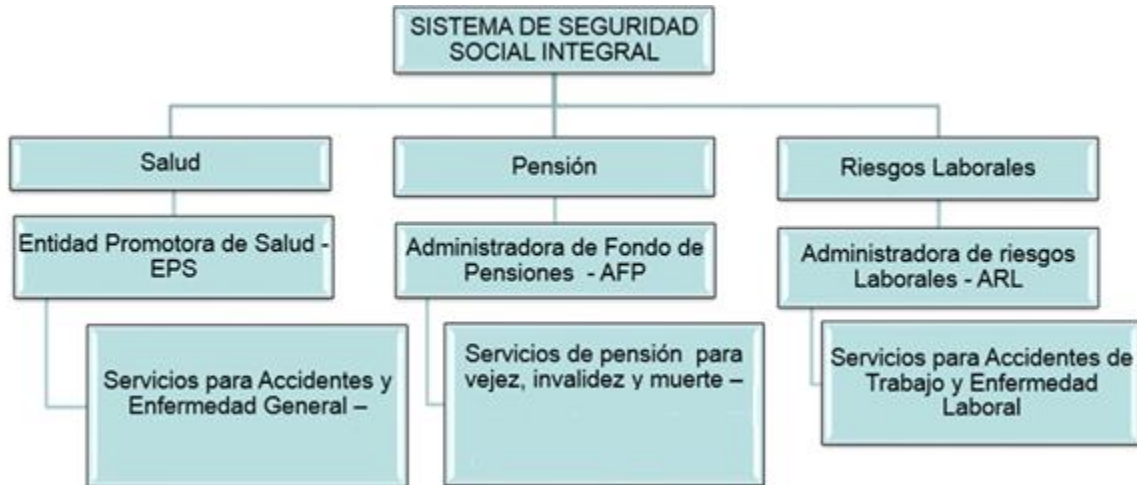 SISTEMA DE SEGURIDAD
SOCIAL INTEGRAL
Salud
Pensión
Riesgos Laborales
Entidad Promotora de Salud -
EPS
Administradora de Fondo de
Pensiones - AFP
Administradora de riesgos
Laborales - ARL
Servicios para Accidentes y
Enfermedad General –
Servicios de pensión para
vejez, invalidez y muerte –
Servicios para Accidentes de
Trabajo y Enfermedad
Laboral